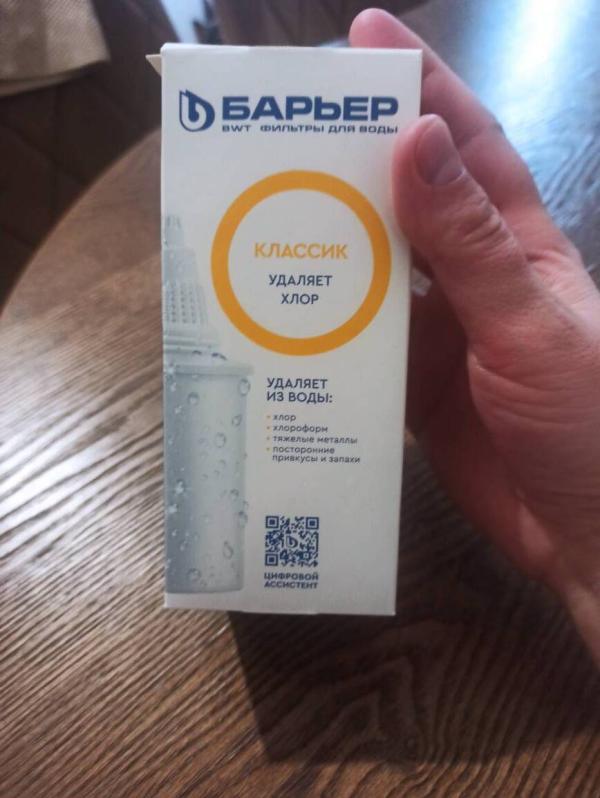 БАРЬЕР
BWT ФИЛЬТРЫ ДЛЯ ВОДЫ
КЛАССИК
УДАЛЯЕТ
ХЛОР
УДАЛЯЕТ
ИЗ ВОДЫ:
• хлор
• хлороформ
• тяжелые металлы
• посторонние
привкусы и запахи
ЦИФРОВОЙ
АССИСТЕНТ